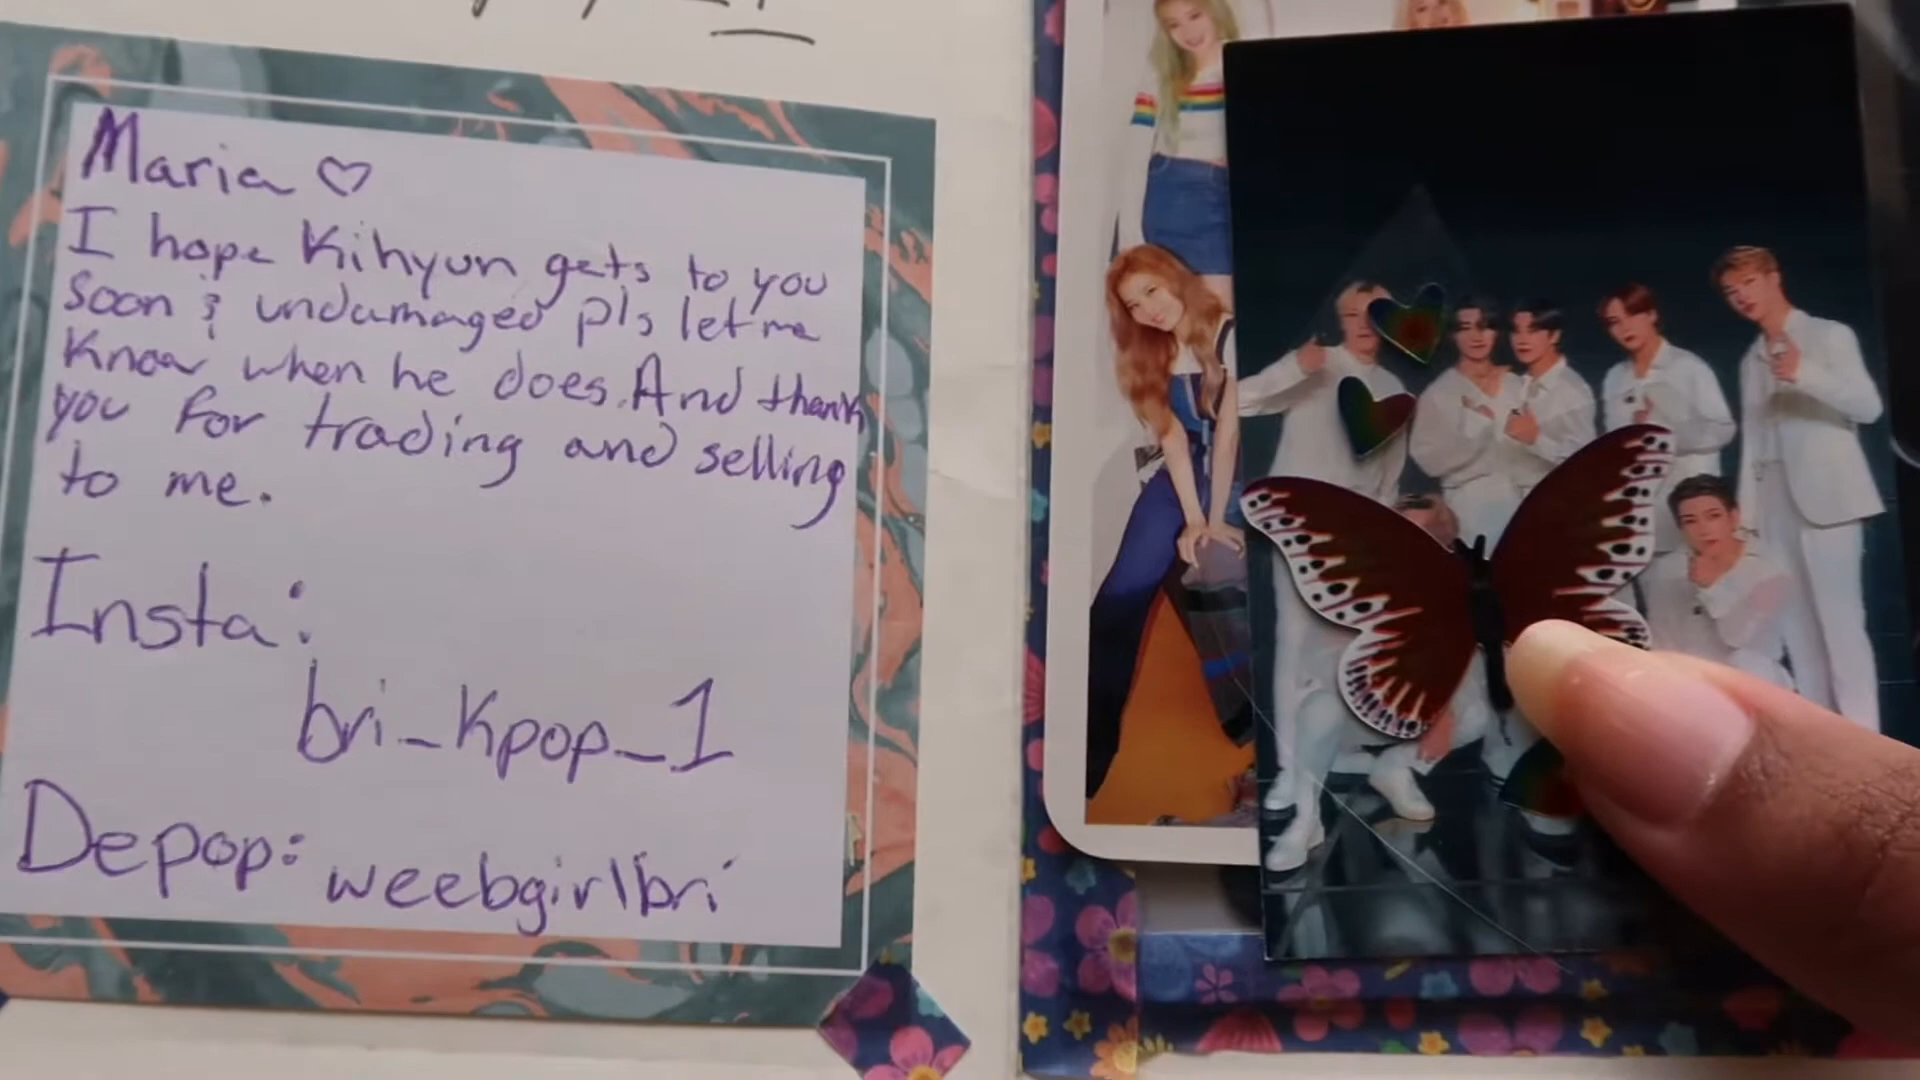 Maria ♡
I hope Kihyun gets to you
soon & undamaged pls let me
know when he does. And thank
you for trading and selling
to me.
Insta:
bri_Kpop_1
Depop: weebgirlbri